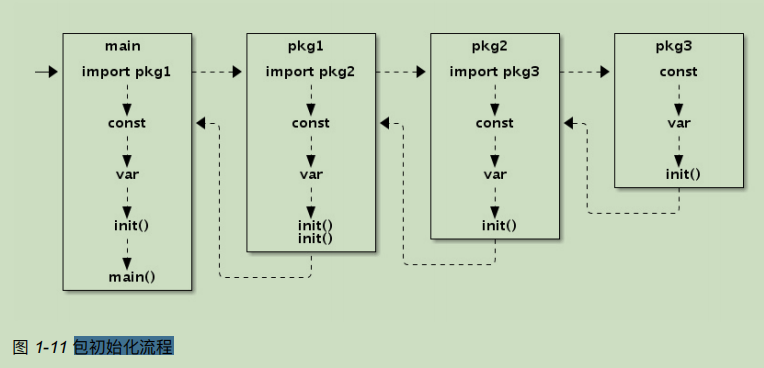 main
import pkg1
const
var
init()
main()
pkg1
import pkg2
const
var
init()
init()
pkg2
import pkg3
const
var
init()
pkg3
const
var
init()
图 1-11 包初始化流程